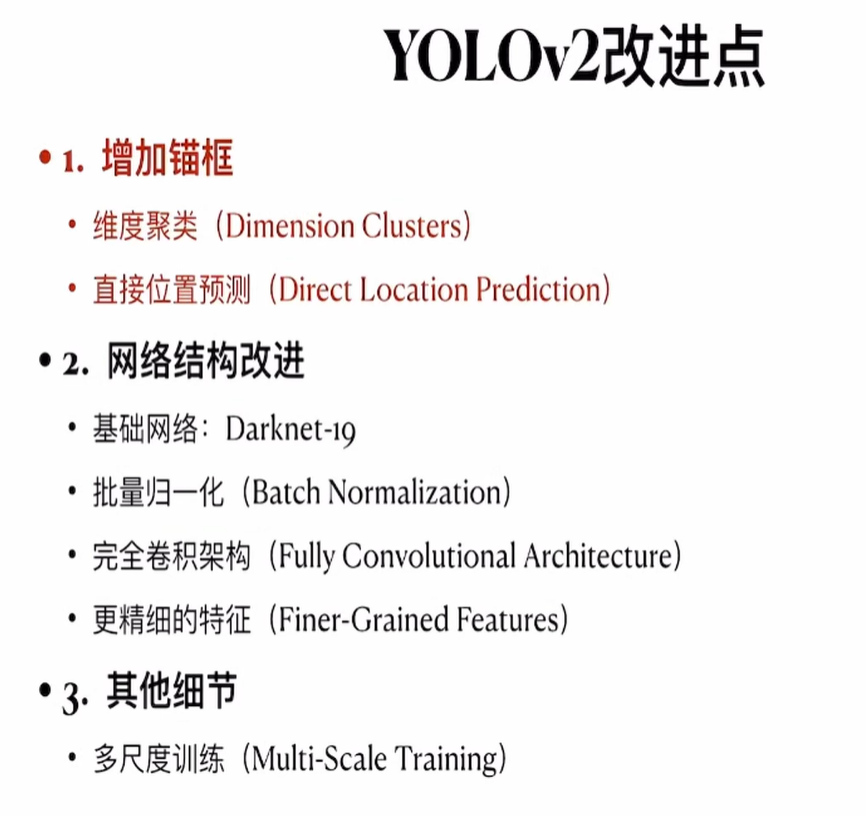 YOLOv2改进点
• 1. 增加锚框
• 维度聚类（Dimension Clusters）
• 直接位置预测（Direct Location Prediction）
• 2. 网络结构改进
• 基础网络：Darknet-19
• 批量归一化（Batch Normalization）
• 完全卷积架构（Fully Convolutional Architecture）
• 更精细的特征（Finer-Grained Features）
• 3. 其他细节
• 多尺度训练（Multi-Scale Training）